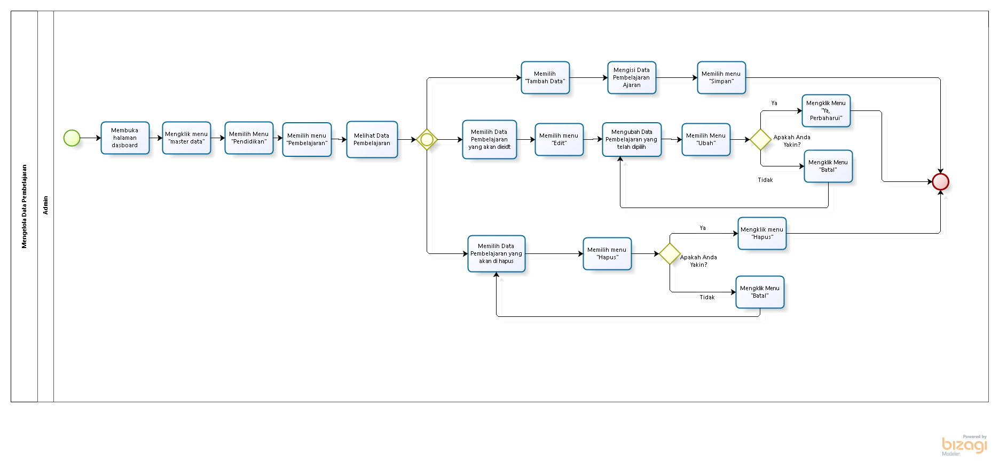 Mengelola Data Pembelajaran
Admin
Membuka
halaman
dasboard
Mengklik menu
"master data"
Memilih Menu
"Pendidikan"
Memilih menu
"Pembelajaran"
Melihat Data
Pembelajaran
Memilih
"Tambah Data"
Mengisi Data
Pembelajaran
Ajaran
Memilih menu
"Simpan"
Memilih Data
Pembelajaran
yang akan dieidt
Memilih menu
"Edit"
Mengubah Data
Pembelajaran yang
telah dipilih
Memilih Menu
"Ubah"
Apakah Anda
Yakin?
Ya
Mengklik Menu
"Ya,
Perbaharui"
Tidak
Mengklik Menu
"Batal"
Memilih Data
Pembelajaran yang
akan di hapus
Memilih menu
"Hapus"
Apakah Anda
Yakin?
Ya
Mengklik menu
"Hapus"
Tidak
Mengklik Menu
"Batal"
Powered by
bizagi
Modeler